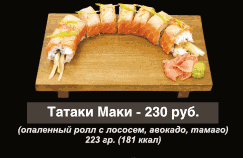 Татаки Маки - 230 руб.
(опаленный ролл с лососем, авокадо, тамаго)
223 гр. (181 ккал)